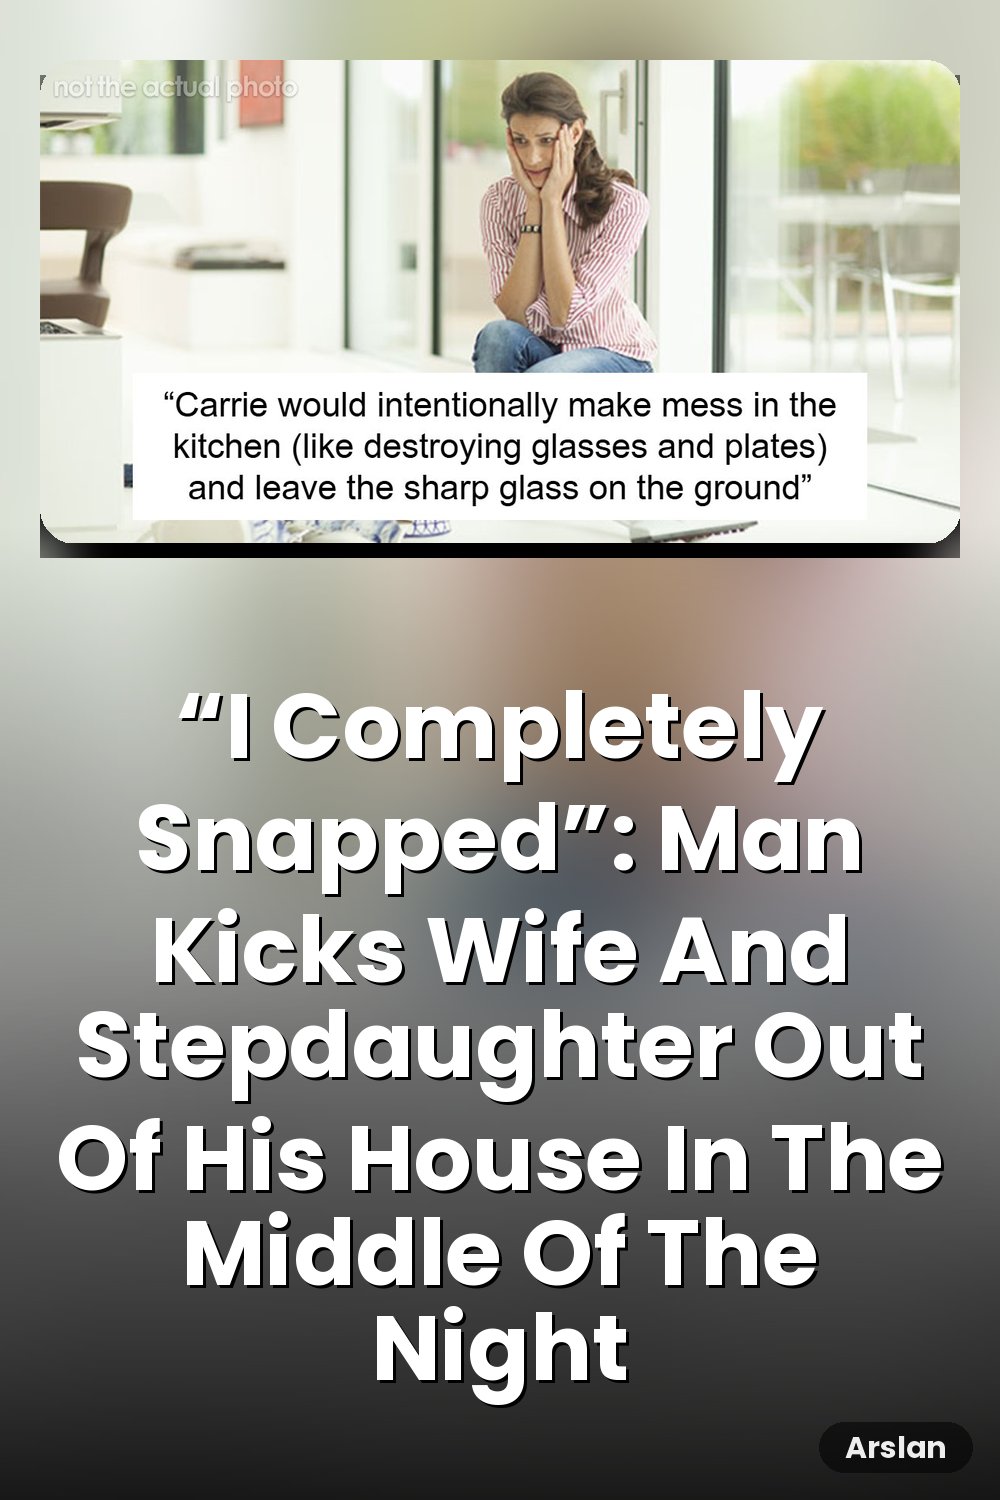 not the actual photo
“Carrie would intentionally make mess in the
kitchen (like destroying glasses and plates)
and leave the sharp glass on the ground”
“I Completely
Snapped”: Man
Kicks Wife And
Stepdaughter Out
Of His House In The
Middle Of The
Night
Arslan